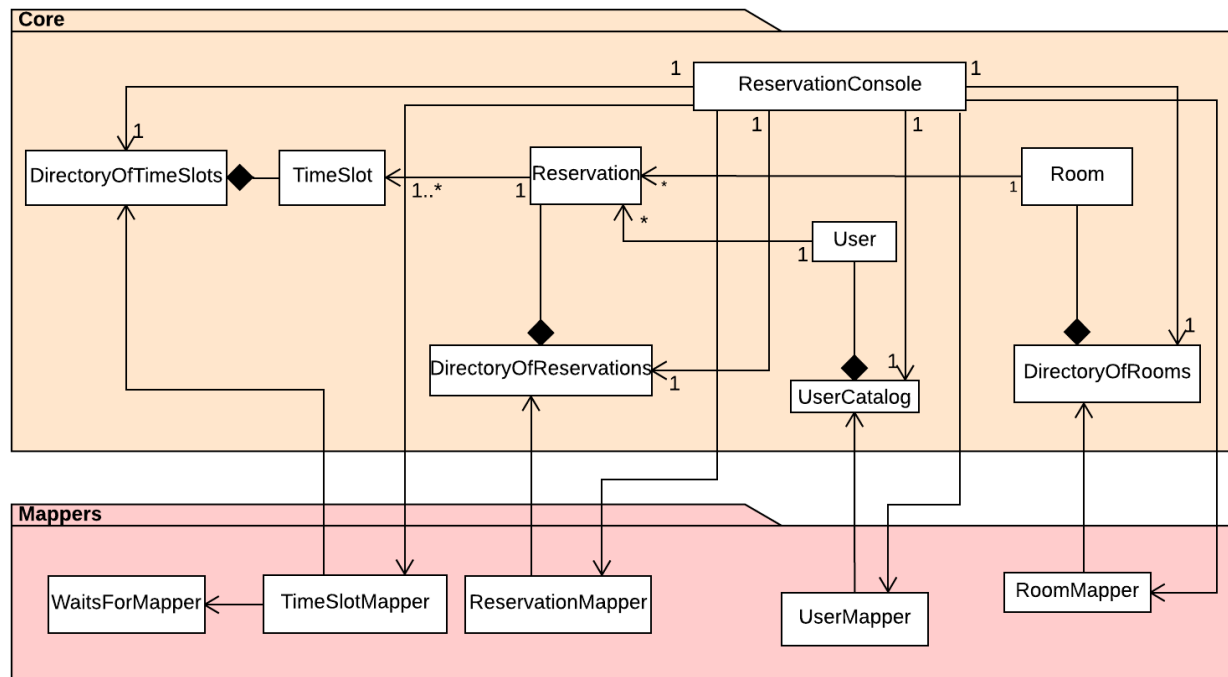 Core
ReservationConsole
1
1
1
1
1
DirectoryOfTimeSlots
TimeSlot
1..*
1
Reservation
*
*
1
Room
User
1
DirectoryOfReservations
1
1
UserCatalog
1
DirectoryOfRooms
Mappers
WaitsForMapper
TimeSlotMapper
ReservationMapper
UserMapper
RoomMapper